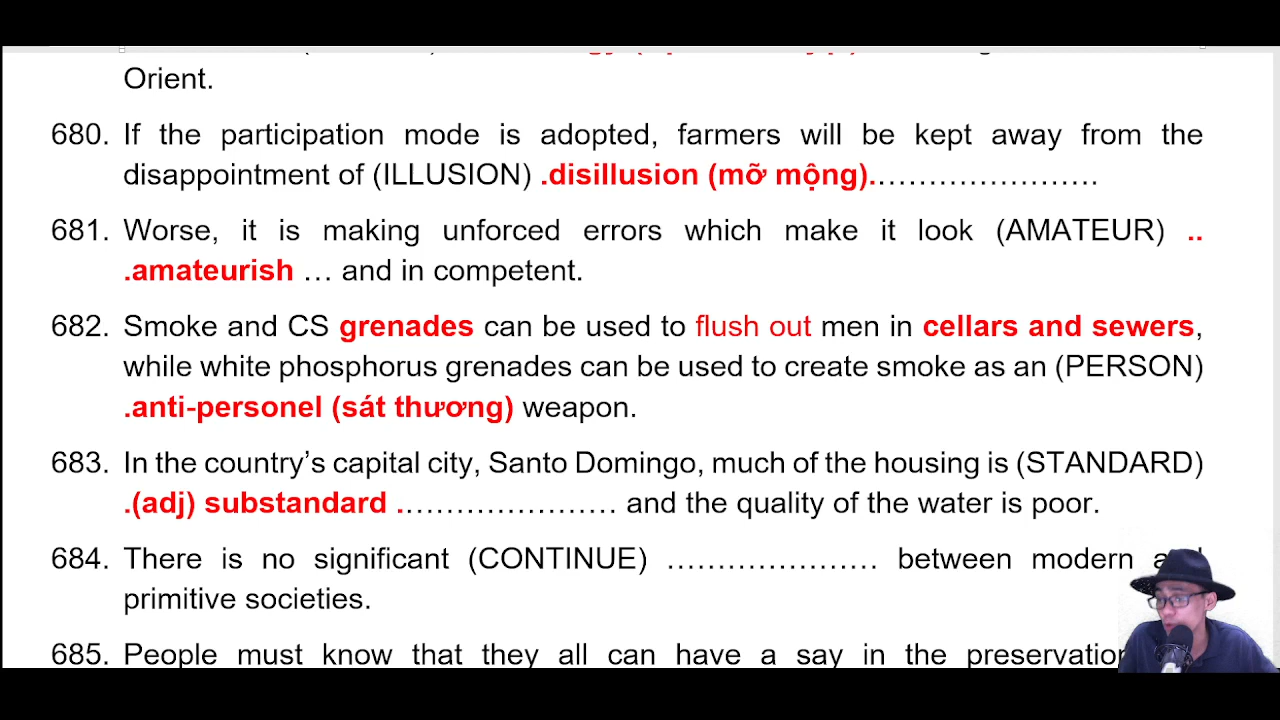 Orient.
680. If the participation mode is adopted, farmers will be kept away from the
disappointment of (ILLUSION) .disillusion (mỡ mộng)……………………
681. Worse, it is making unforced errors which make it look (AMATEUR) ..
.amateurish … and in competent.
682. Smoke and CS grenades can be used to flush out men in cellars and sewers,
while white phosphorus grenades can be used to create smoke as an (PERSON)
.anti-personel (sát thương) weapon.
683. In the country’s capital city, Santo Domingo, much of the housing is (STANDARD)
.(adj) substandard .………………… and the quality of the water is poor.
684. There is no significant (CONTINUE) ………………… between modern
primitive societies.
685. People must know that they all can have a say in the